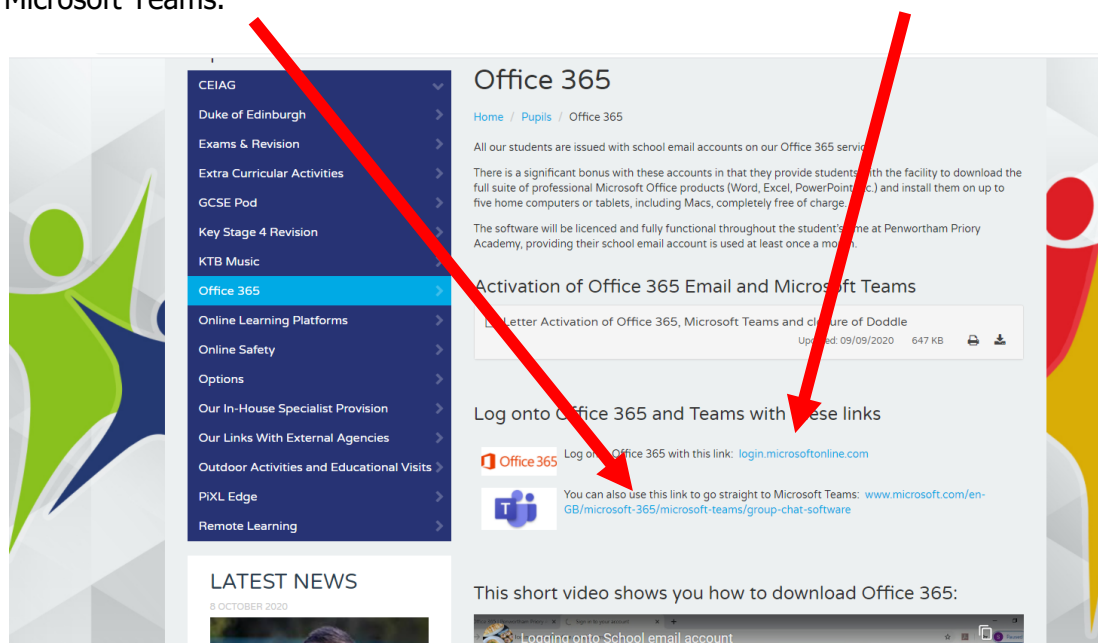 Microsoft Teams.
CEIAG
Duke of Edinburgh
Exams & Revision
Extra Curricular Activities
GCSE Pod
Key Stage 4 Revision
KTB Music
Office 365
Online Learning Platforms
Online Safety
Options
Our In-House Specialist Provision
Our Links With External Agencies
Outdoor Activities and Educational Visits
PiXL Edge
Remote Learning
LATEST NEWS
8 OCTOBER 2020
Office 365
Home / Pupils / Office 365
All our students are issued with school email accounts on our Office 365 servic
There is a significant bonus with these accounts in that they provide students with the facility to download the
full suite of professional Microsoft Office products (Word, Excel, PowerPoint c.) and install them on up to
five home computers or tablets, including Macs, completely free of charge.
The software will be licenced and fully functional throughout the student's me at Penwortham Priory
Academy, providing their school email account is used at least once a month.
Activation of Office 365 Email and Microsoft Teams
Letter Activation of Office 365, Microsoft Teams and closure of Doddle
Updated: 09/09/2020 647 KB
Log onto Office 365 and Teams with these links
Office 365
Log onto Office 365 with this link: login.microsoftonline.com
T
You can also use this link to go straight to Microsoft Teams: www.microsoft.com/en-
GB/microsoft-365/microsoft-teams/group-chat-software
This short video shows you how to download Office 365:
Sign in to your account
Logging onto School email account